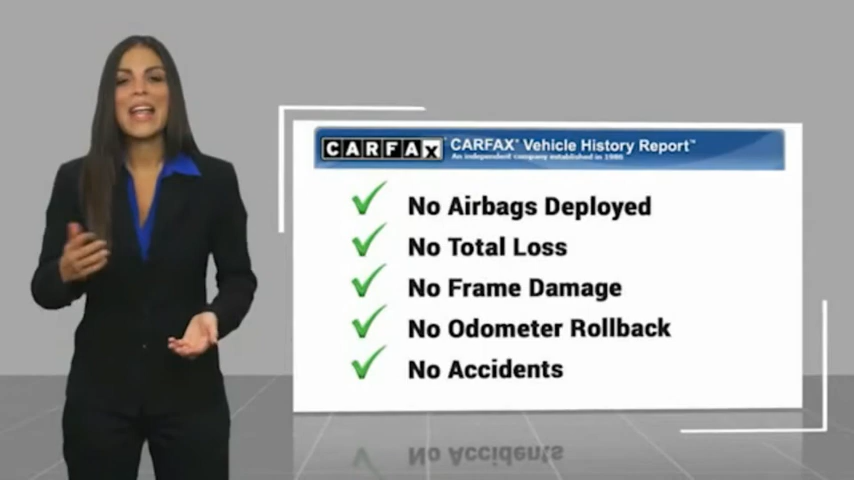 CARFAX CARFAX® Vehicle History Report™
An independent company established in 1986
No Airbags Deployed
No Total Loss
No Frame Damage
No Odometer Rollback
No Accidents
No Accidents